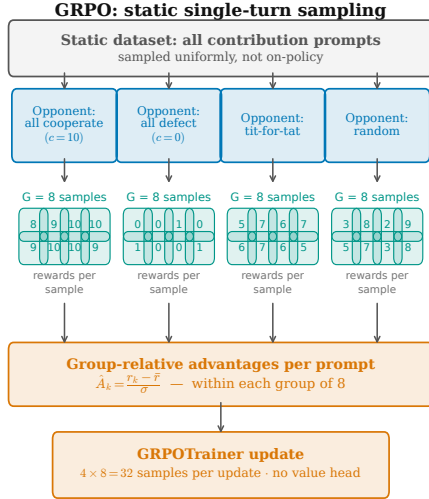 GRPO: static single-turn sampling
Static dataset: all contribution prompts
sampled uniformly, not on-policy
Opponent:
all cooperate
(c = 10)
Opponent:
all defect
(c = 0)
Opponent:
tit-for-tat
Opponent:
random
G = 8 samples
8 9 10 10
9 10 10 9
rewards per
sample
G = 8 samples
0 0 1 0
1 0 0 1
rewards per
sample
G = 8 samples
5 7 6 7
6 7 6 5
rewards per
sample
G = 8 samples
3 8 2 9
5 7 3 8
rewards per
sample
Group-relative advantages per prompt
Â_k = (r_k − r̄)/σ — within each group of 8
GRPOTrainer update
4 × 8 = 32 samples per update · no value head